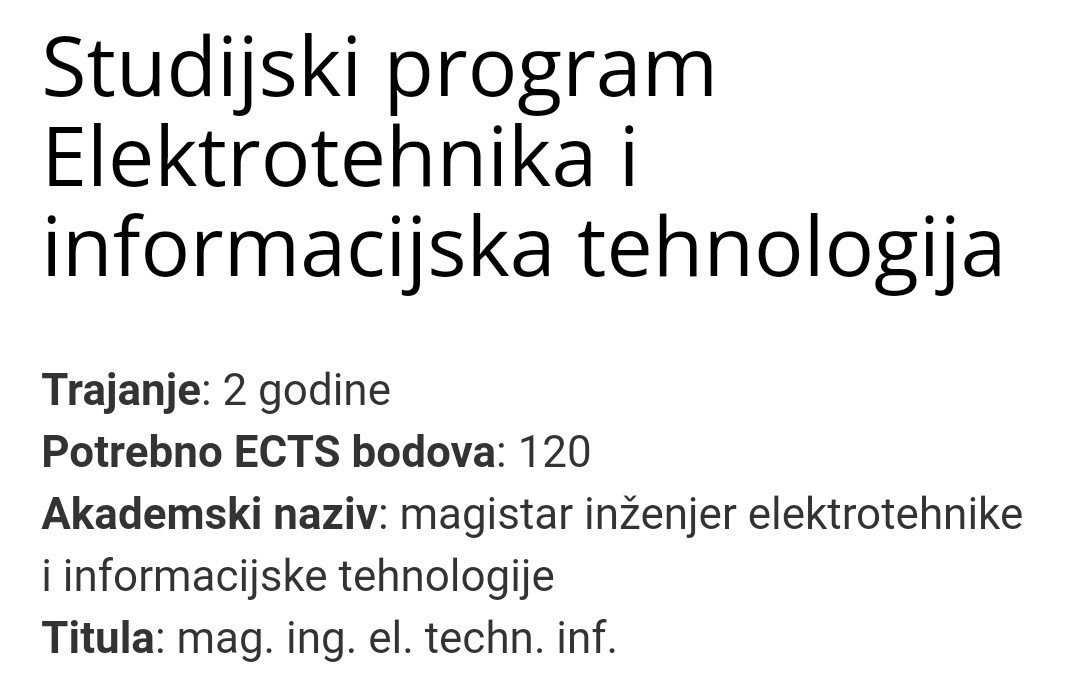 Studijski program
Elektrotehnika i
informacijska tehnologija
Trajanje: 2 godine
Potrebno ECTS bodova: 120
Akademski naziv: magistar inženjer elektrotehnike
i informacijske tehnologije
Titula: mag. ing. el. techn. inf.